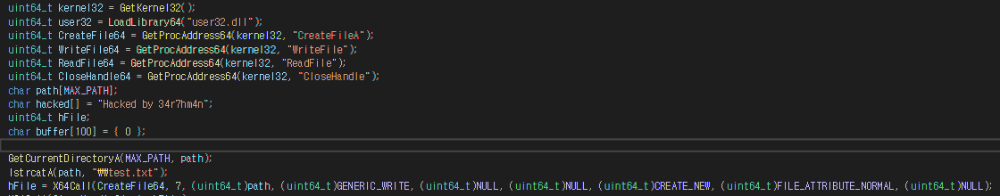 uint64_t kernel32 = GetKernel32();
uint64_t user32 = LoadLibrary64("user32.dll");
uint64_t CreateFile64 = GetProcAddress64(kernel32, "CreateFileA");
uint64_t WriteFile64 = GetProcAddress64(kernel32, "WriteFile");
uint64_t ReadFile64 = GetProcAddress64(kernel32, "ReadFile");
uint64_t CloseHandle64 = GetProcAddress64(kernel32, "CloseHandle");
char path[MAX_PATH];
char hacked[] = "Hacked by 34r7hm4n";
uint64_t hFile;
char buffer[100] = { 0 };
GetCurrentDirectoryA(MAX_PATH, path);
lstrcatA(path, "₩₩test.txt");
hFile = X64Call(CreateFile64, 7, (uint64_t)path, (uint64_t)GENERIC_WRITE, (uint64_t)NULL, (uint64_t)NULL, (uint64_t)CREATE_NEW, (uint64_t)FILE_ATTRIBUTE_NORMAL, (uint64_t)NULL);